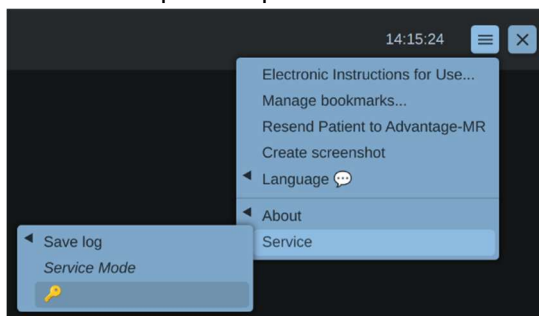 14:15:24
Electronic Instructions for Use...
Manage bookmarks...
Resend Patient to Advantage-MR
Create screenshot
Language 💬
About
Service
Save log
Service Mode
🔑